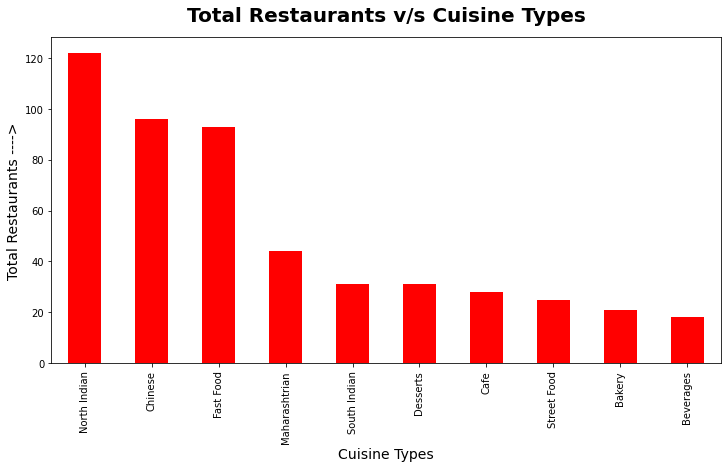 Total Restaurants v/s Cuisine Types
Total Restaurants ---->
120
100
80
60
40
20
0
North Indian
Chinese
Fast Food
Maharashtrian
South Indian
Desserts
Cafe
Street Food
Bakery
Beverages
Cuisine Types